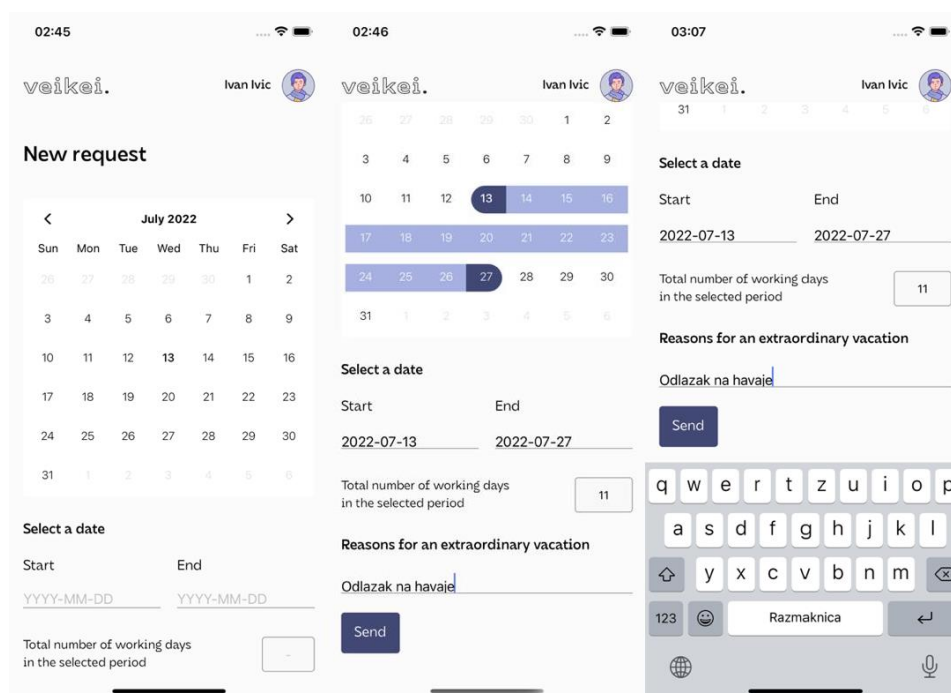 02:45
veikei.
Ivan Ivic
New request
July 2022
Sun Mon Tue Wed Thu Fri Sat
26 27 28 29 30 1 2
3 4 5 6 7 8 9
10 11 12 13 14 15 16
17 18 19 20 21 22 23
24 25 26 27 28 29 30
31 1 2 3 4 5 6
Select a date
Start End
YYYY-MM-DD YYYY-MM-DD
Total number of working days
in the selected period
-
02:46
veikei.
Ivan Ivic
26 27 28 29 30 1 2
3 4 5 6 7 8 9
10 11 12 13 14 15 16
17 18 19 20 21 22 23
24 25 26 27 28 29 30
31 1 2 3 4 5 6
Select a date
Start End
2022-07-13 2022-07-27
Total number of working days
in the selected period
11
Reasons for an extraordinary vacation
Odlazak na havaje
Send
03:07
veikei.
Ivan Ivic
31 1 2 3 4 5 6
Select a date
Start End
2022-07-13 2022-07-27
Total number of working days
in the selected period
11
Reasons for an extraordinary vacation
Odlazak na havaje
Send
q w e r t z u i o p
a s d f g h j k l
y x c v b n m
123 Razmaknica